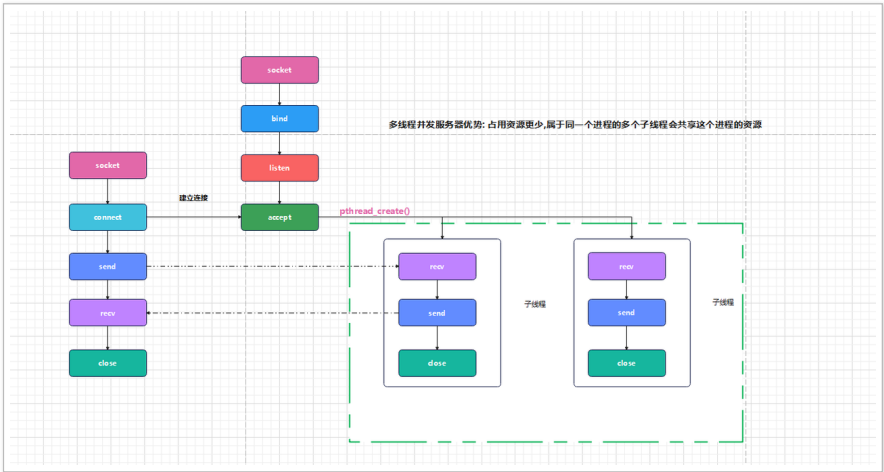 socket
bind
多线程并发服务器优势: 占用资源更少,属于同一个进程的多个子线程会共享这个进程的资源
socket
listen
建立连接
connect
accept
pthread_create()
send
recv
recv
recv
send
send
子线程
子线程
close
close
close